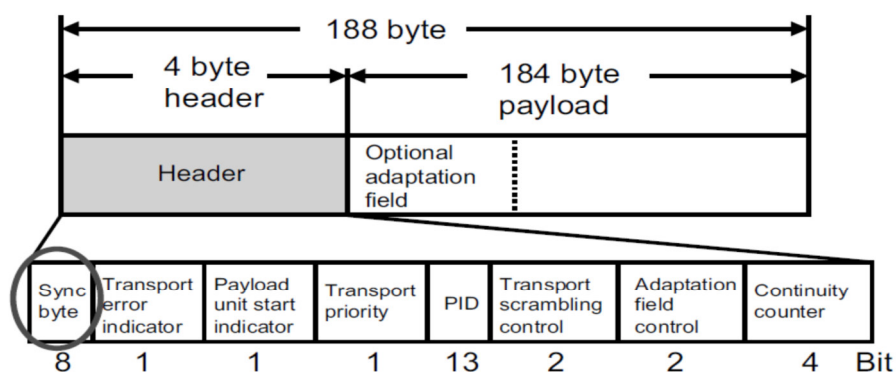 188 byte
4 byte
header
184 byte
payload
Header
Optional
adaptation
field
Sync
byte
Transport
error
indicator
Payload
unit start
indicator
Transport
priority
PID
Transport
scrambling
control
Adaptation
field
control
Continuity
counter
8 1 1 1 13 2 2 4 Bit